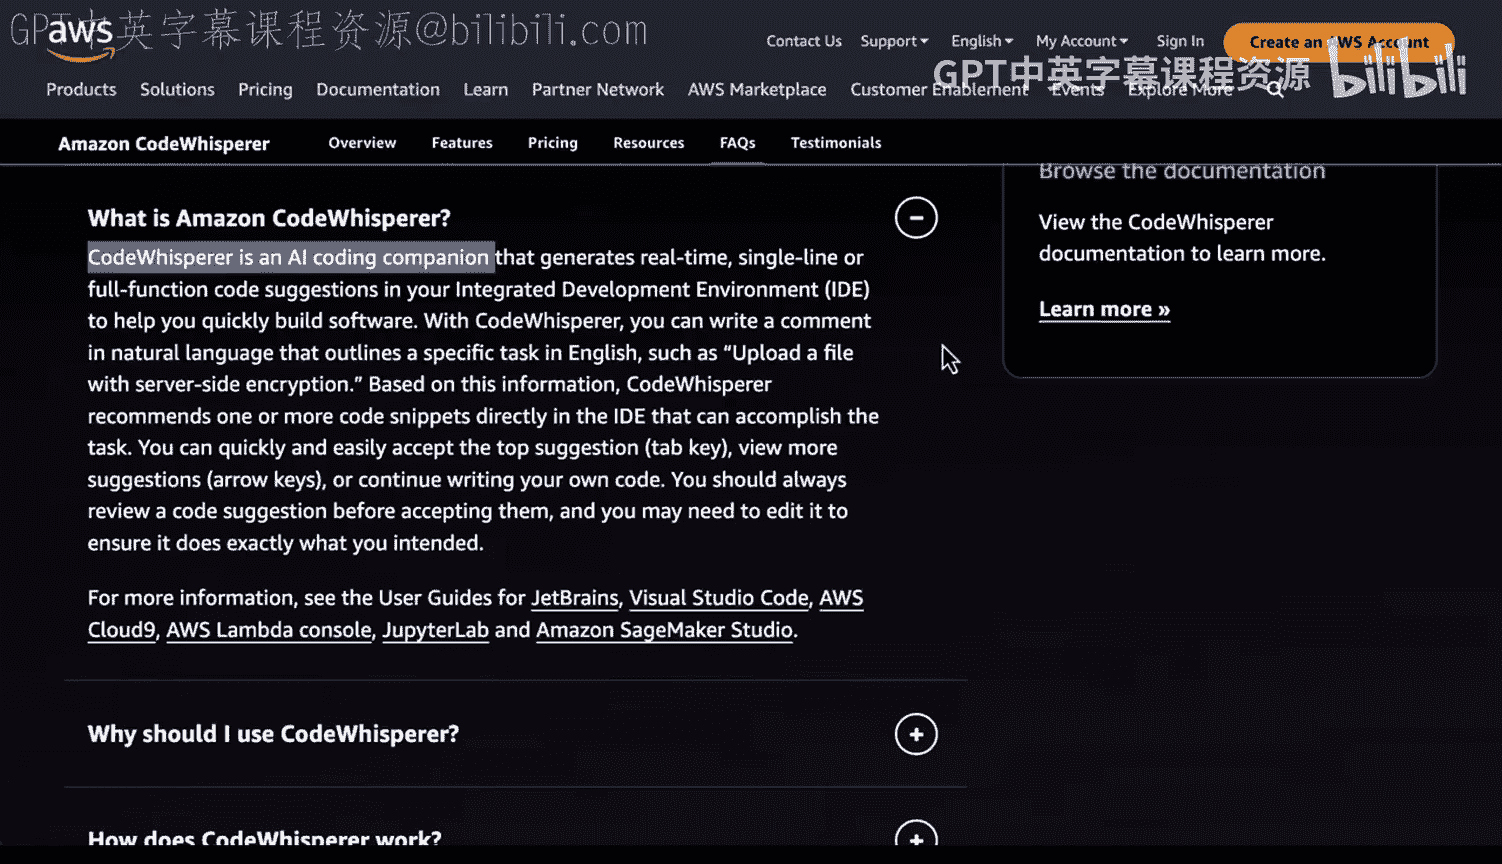 GPT中英字幕课程资源@bilibili.com
aws
Contact Us Support English My Account Sign In Create an AWS Account
GPT中英字幕课程资源 bilibili
Products Solutions Pricing Documentation Learn Partner Network AWS Marketplace Customer Enablement Events Explore More
Amazon CodeWhisperer Overview Features Pricing Resources FAQs Testimonials
Browse the documentation
View the CodeWhisperer
documentation to learn more.
Learn more »
What is Amazon CodeWhisperer?
CodeWhisperer is an AI coding companion that generates real-time, single-line or
full-function code suggestions in your Integrated Development Environment (IDE)
to help you quickly build software. With CodeWhisperer, you can write a comment
in natural language that outlines a specific task in English, such as “Upload a file
with server-side encryption.” Based on this information, CodeWhisperer
recommends one or more code snippets directly in the IDE that can accomplish the
task. You can quickly and easily accept the top suggestion (tab key), view more
suggestions (arrow keys), or continue writing your own code. You should always
review a code suggestion before accepting them, and you may need to edit it to
ensure it does exactly what you intended.
For more information, see the User Guides for JetBrains, Visual Studio Code, AWS
Cloud9, AWS Lambda console, JupyterLab and Amazon SageMaker Studio.
Why should I use CodeWhisperer?
How does CodeWhisperer work?